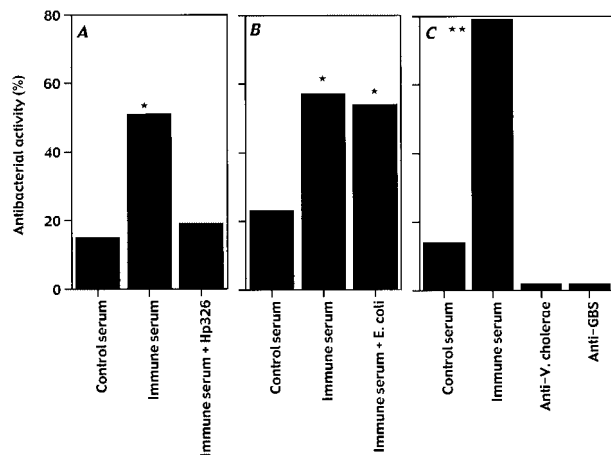 80
60
40
20
0
Antibacterial activity (%)
A
★
B
★
★
C
★★
Control serum
Immune serum
Immune serum + Hp326
Control serum
Immune serum
Immune serum + E. coli
Control serum
Immune serum
Anti-V. cholerae
Anti-GBS